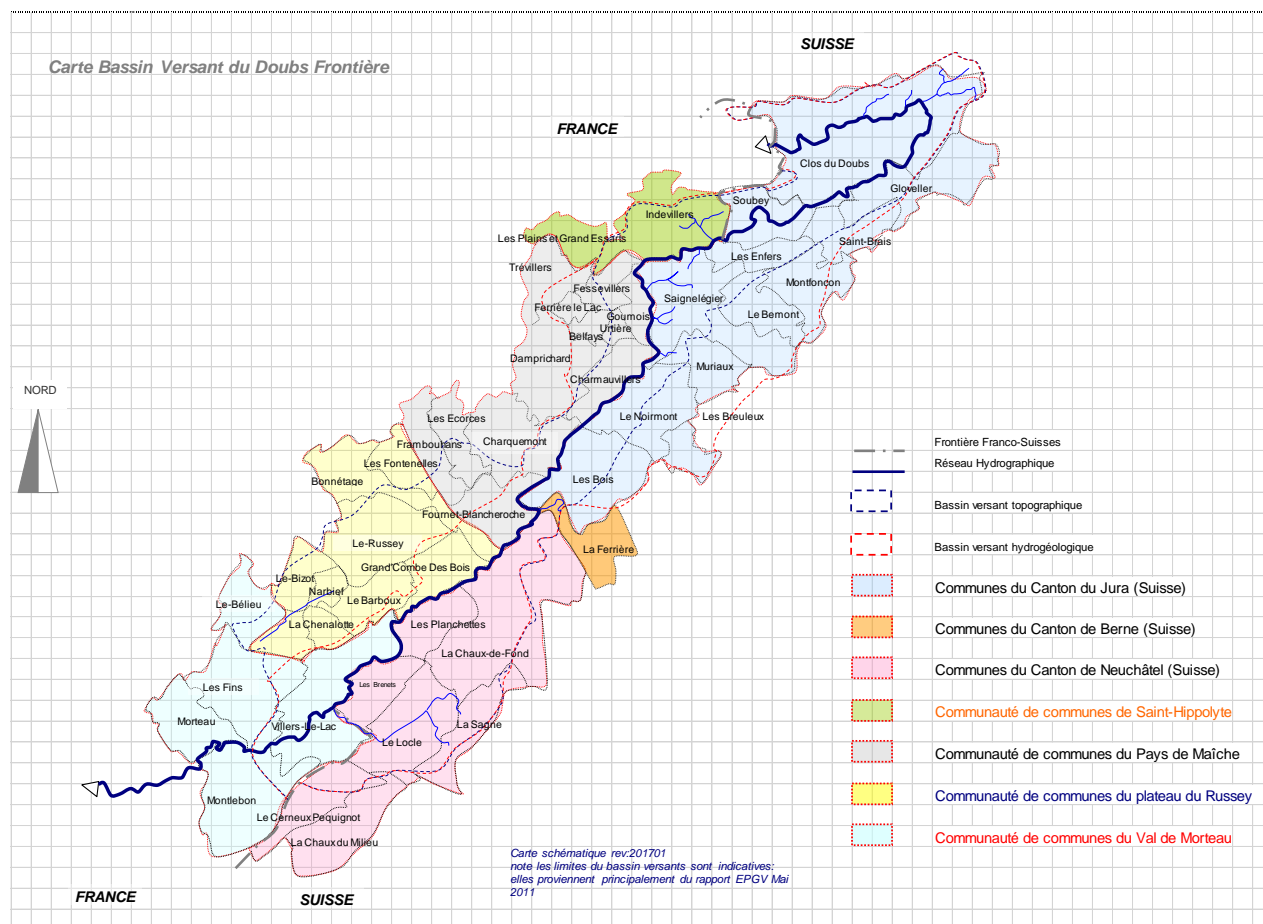 SUISSE
Carte Bassin Versant du Doubs Frontière
FRANCE
Clos du Doubs
Glovelier
Soubey
Indevillers
Les Plains et Grand Essarts
Saint-Brais
Les Enfers
Trévillers
Montfoncon
Fessevillers
Saignelégier
Ferrière le Lac
Goumois
Le Bemont
Urtière
Belfays
Damprichard
Muriaux
Charmauvillers
NORD
Les Ecorces
Le Noirmont
Les Breuleux
Charquemont
Frambouhans
Les Fontenelles
Bonnétage
Les Bois
Fournet-Blancheroche
Le-Russey
La Ferrière
Grand Combe Des Bois
Le-Bizot
Narbief
Le Barboux
Le-Bélieu
La Chenalotte
Les Planchettes
La Chaux-de-Fond
Les Brenets
Les Fins
Morteau
Villers-Le-Lac
La Sagne
Le Locle
Montlebon
Le Cerneux Pequignot
La Chaux du Milieu
Frontière Franco-Suisses
Réseau Hydrographique
Bassin versant topographique
Bassin versant hydrogéologique
Communes du Canton du Jura (Suisse)
Communes du Canton de Berne (Suisse)
Communes du Canton de Neuchâtel (Suisse)
Communauté de communes de Saint-Hippolyte
Communauté de communes du Pays de Maîche
Communauté de communes du plateau du Russey
Communauté de communes du Val de Morteau
Carte schématique rev:201701
note les limites du bassin versants sont indicatives:
elles proviennent principalement du rapport EPGV Mai
2011
FRANCE
SUISSE